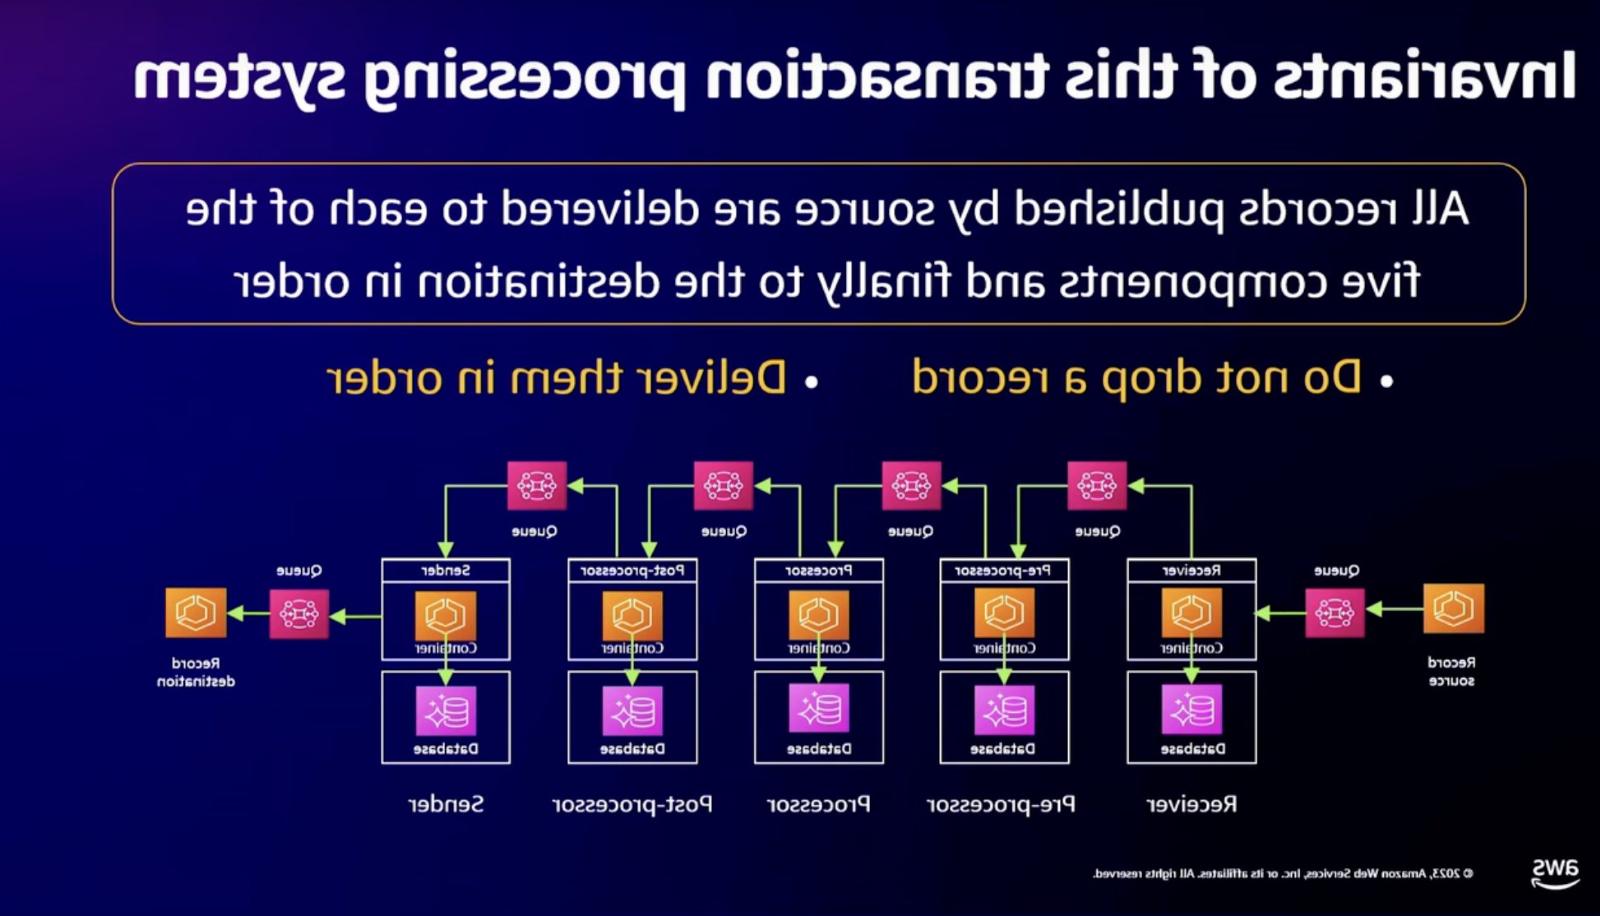 Invariants of this transaction processing system
All records published by source are delivered to each of the
five components and finally to the destination in order
• Do not drop a record
• Deliver them in order
Queue
Queue
Queue
Queue
Record
source
Queue
Receiver
Container
Database
Pre-processor
Container
Database
Processor
Container
Database
Post-processor
Container
Database
Sender
Container
Database
Queue
Record
destination
Receiver
Pre-processor
Processor
Post-processor
Sender
aws
© 2023, Amazon Web Services, Inc. or its affiliates. All rights reserved.